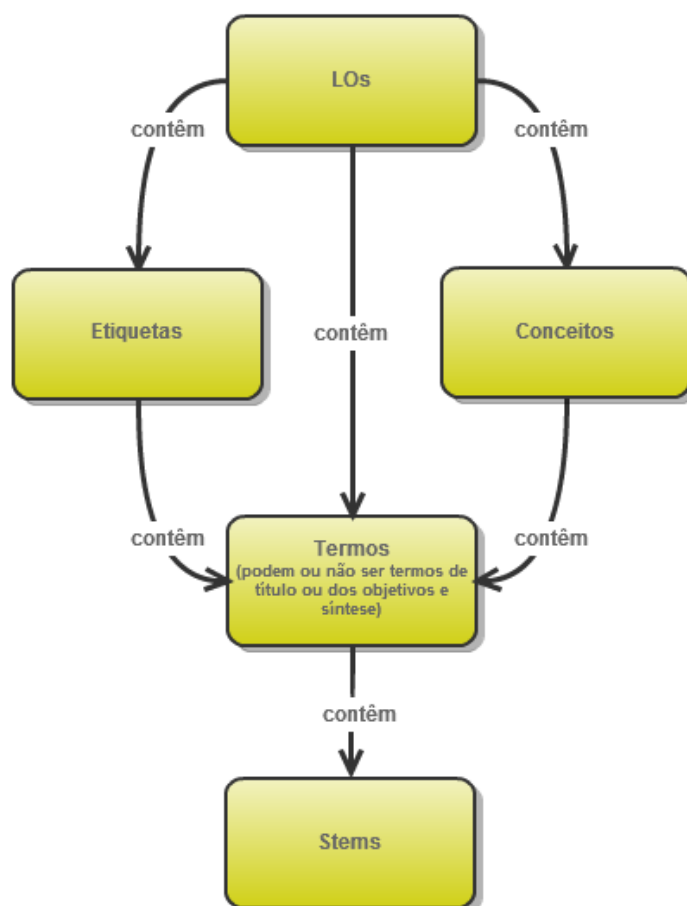 LOs
contêm
contêm
contêm
Etiquetas
Conceitos
Termos
(podem ou não ser termos de
título ou dos objetivos e
síntese)
contêm
contêm
contêm
Stems